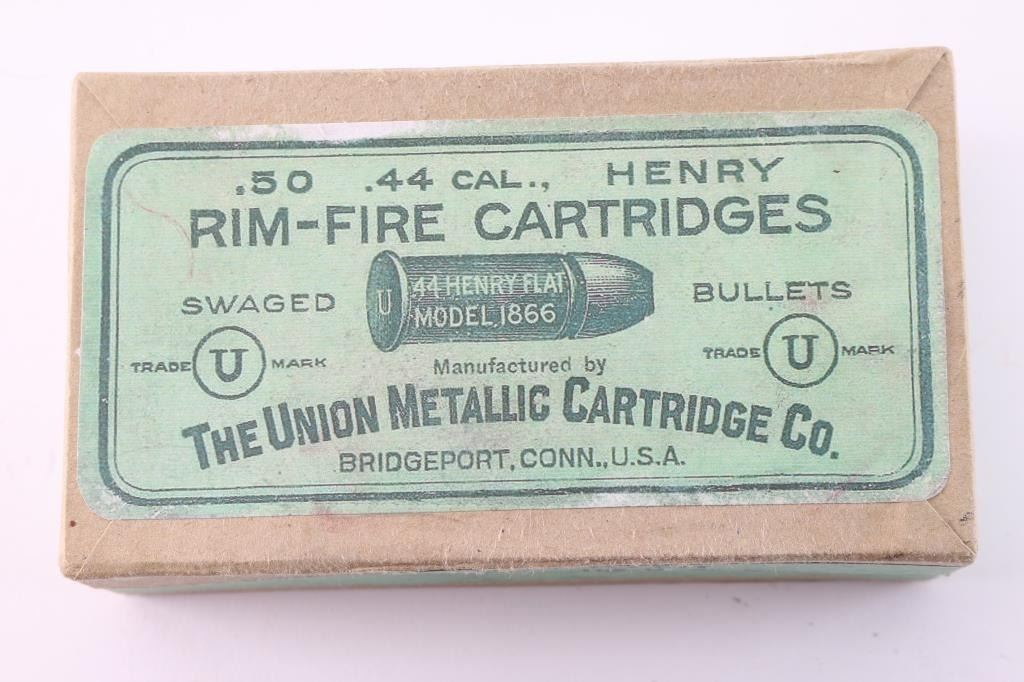 .50 .44 CAL., HENRY
RIM-FIRE CARTRIDGES
U 44 HENRY FLAT
MODEL 1866
SWAGED BULLETS
TRADE U MARK TRADE U MARK
Manufactured by
THE UNION METALLIC CARTRIDGE CO.
BRIDGEPORT, CONN., U.S.A.